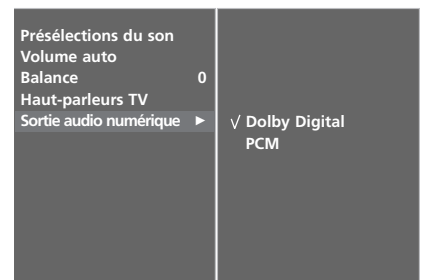 Présélections du son
Volume auto
Balance 0
Haut-parleurs TV
Sortie audio numérique ►
√ Dolby Digital
PCM